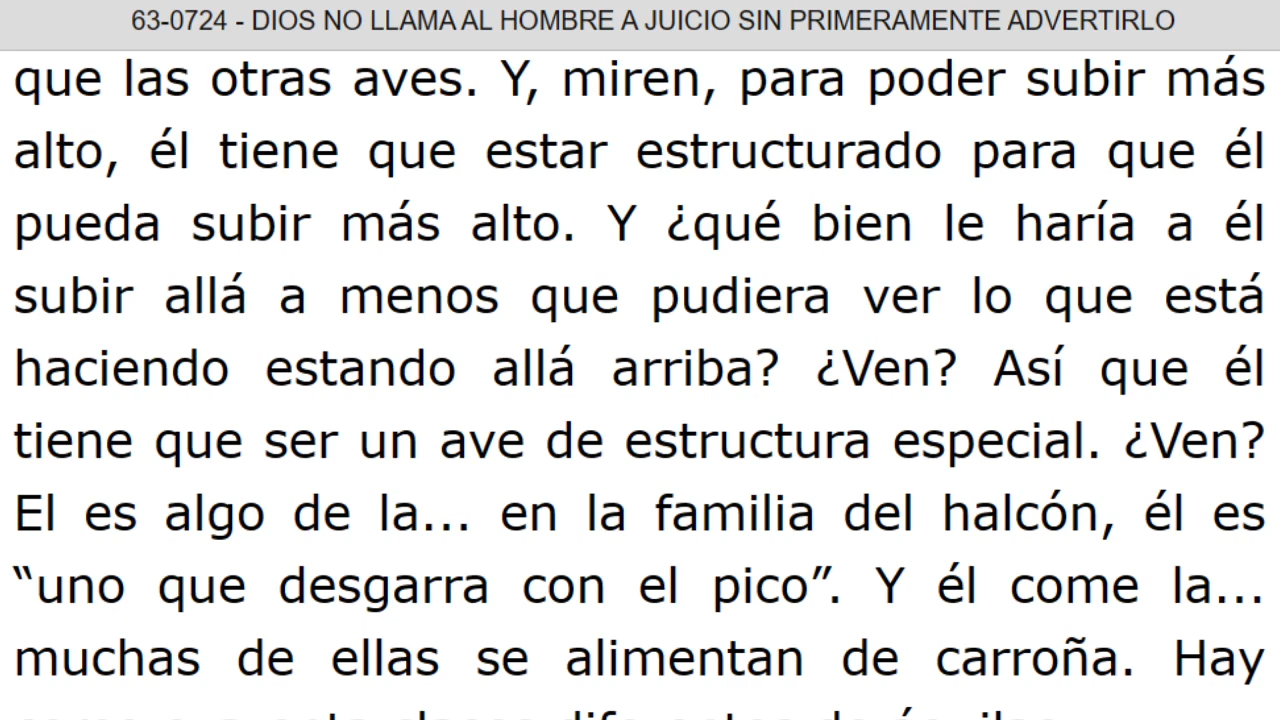 63-0724 - DIOS NO LLAMA AL HOMBRE A JUICIO SIN PRIMERAMENTE ADVERTIRLO
que las otras aves. Y, miren, para poder subir más
alto, él tiene que estar estructurado para que él
pueda subir más alto. Y ¿qué bien le haría a él
subir allá a menos que pudiera ver lo que está
haciendo estando allá arriba? ¿Ven? Así que él
tiene que ser un ave de estructura especial. ¿Ven?
El es algo de la... en la familia del halcón, él es
“uno que desgarra con el pico”. Y él come la...
muchas de ellas se alimentan de carroña. Hay